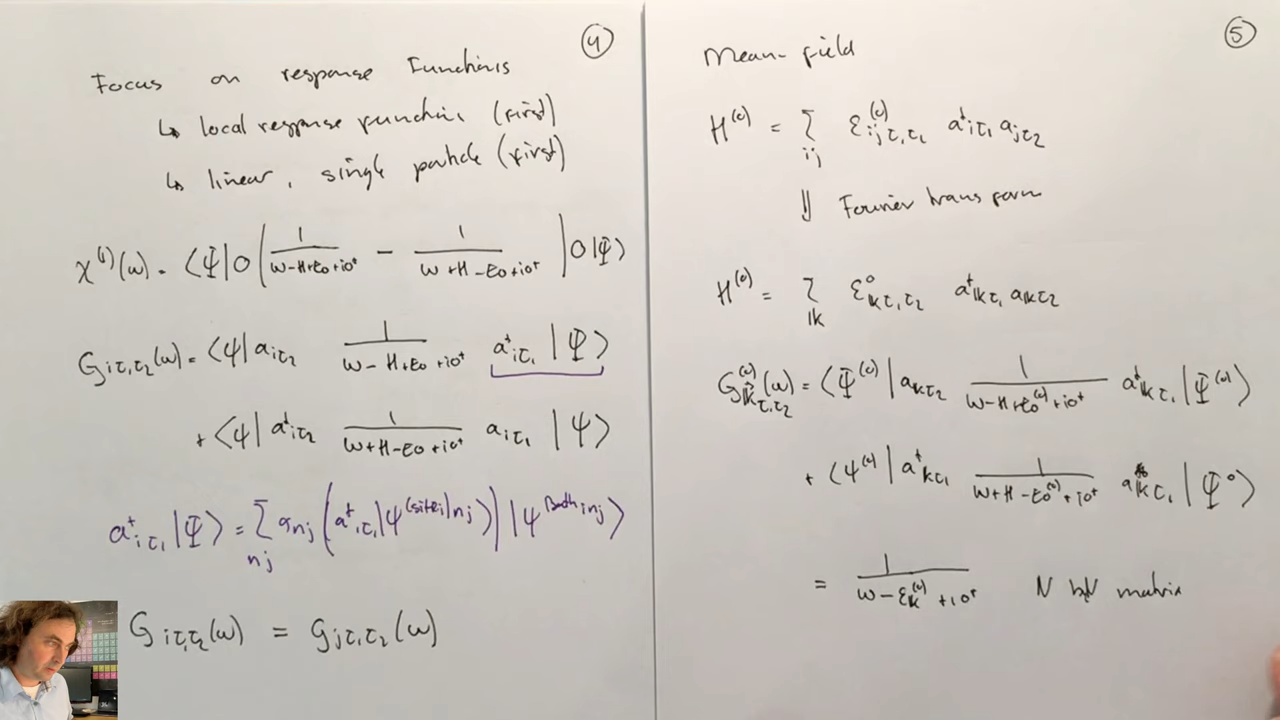 ④
Focus on response functions
↳ local response functions (first)
↳ linear, single particle (first)
χ⁽¹⁾(ω) = ⟨Ψ|O(1/(ω-H+E₀+i0⁺) - 1/(ω+H-E₀+i0⁺))O|Ψ⟩
G_{iτ₁τ₂}(ω) = ⟨Ψ|a_{iτ₂} 1/(ω-H+E₀+i0⁺) a†_{iτ₁}|Ψ⟩
+ ⟨Ψ|a†_{iτ₂} 1/(ω+H-E₀+i0⁺) a_{iτ₁}|Ψ⟩
a†_{iτ₁}|Ψ⟩ = Σ_{nj} α_{nj} (a†_{iτ₁}|Ψ^{(site i)nj}⟩)|Ψ^{Bath i nj}⟩
G_{iτ₁τ₂}(ω) = G_{jτ₁τ₂}(ω)
⑤
Mean-field
H⁽⁰⁾ = Σ_{ij} ε⁽⁰⁾_{ijτ₁τ₂} a†_{iτ₁} a_{jτ₂}
⇓ Fourier transform
H⁽⁰⁾ = Σ_{𝕜} ε⁰_{𝕜τ₁τ₂} a†_{𝕜τ₁} a_{𝕜τ₂}
G⁽⁰⁾_{𝕜τ₁τ₂}(ω) = ⟨Ψ⁽⁰⁾|a_{𝕜τ₂} 1/(ω-H+E₀⁽⁰⁾+i0⁺) a†_{𝕜τ₁}|Ψ⁽⁰⁾⟩
+ ⟨Ψ⁽⁰⁾|a†_{𝕜τ₁} 1/(ω+H-E₀⁽⁰⁾+i0⁺) a_{𝕜τ₁}|Ψ⁰⟩
= 1/(ω-ε_{𝕜}⁽⁰⁾+i0⁺) N by N matrix